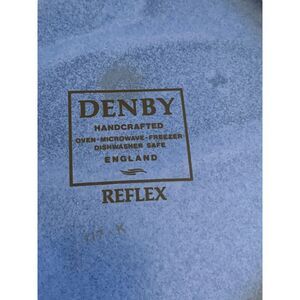 DENBY
HANDCRAFTED
OVEN·MICROWAVE·FREEZER
DISHWASHER SAFE
ENGLAND
REFLEX